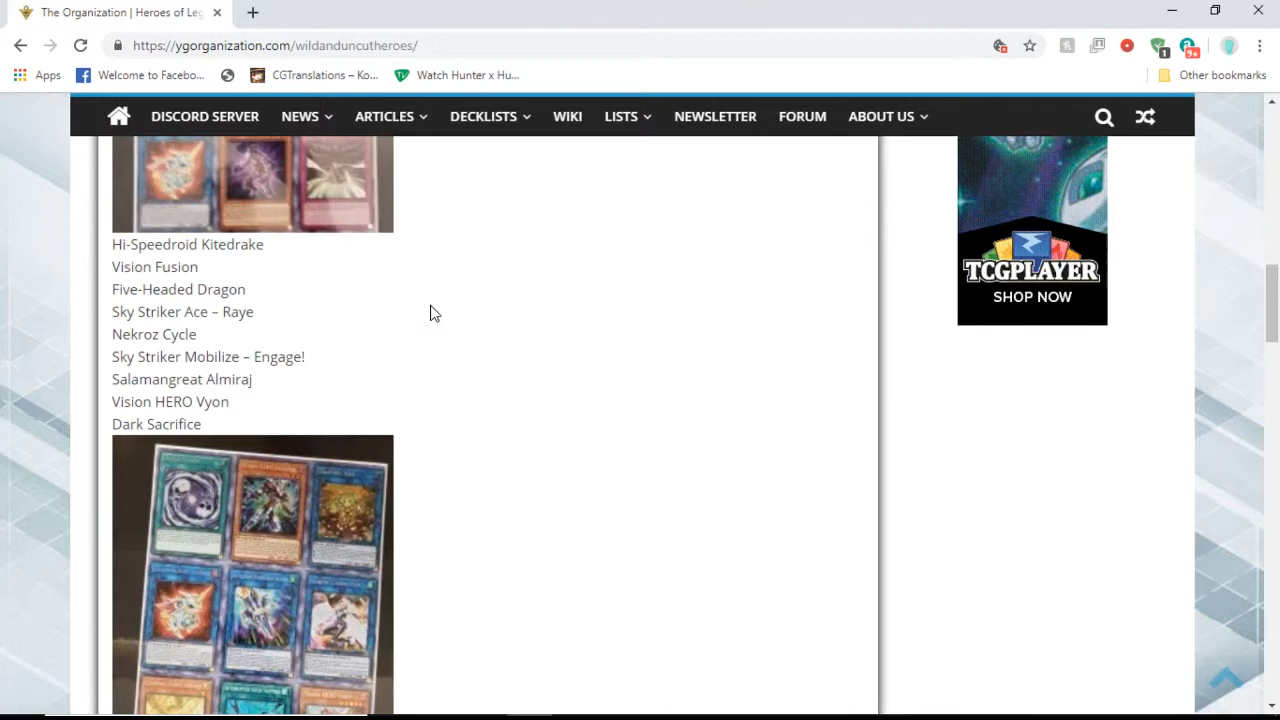 The Organization | Heroes of Leg
https://ygorganization.com/wildanduncutheroes/
1
9+
Apps
Welcome to Facebo...
CGTranslations – Ko...
Watch Hunter x Hu...
Other bookmarks
DISCORD SERVER
NEWS
ARTICLES
DECKLISTS
WIKI
LISTS
NEWSLETTER
FORUM
ABOUT US
TCGPLAYER
SHOP NOW
Hi-Speedroid Kitedrake
Vision Fusion
Five-Headed Dragon
Sky Striker Ace – Raye
Nekroz Cycle
Sky Striker Mobilize – Engage!
Salamangreat Almiraj
Vision HERO Vyon
Dark Sacrifice